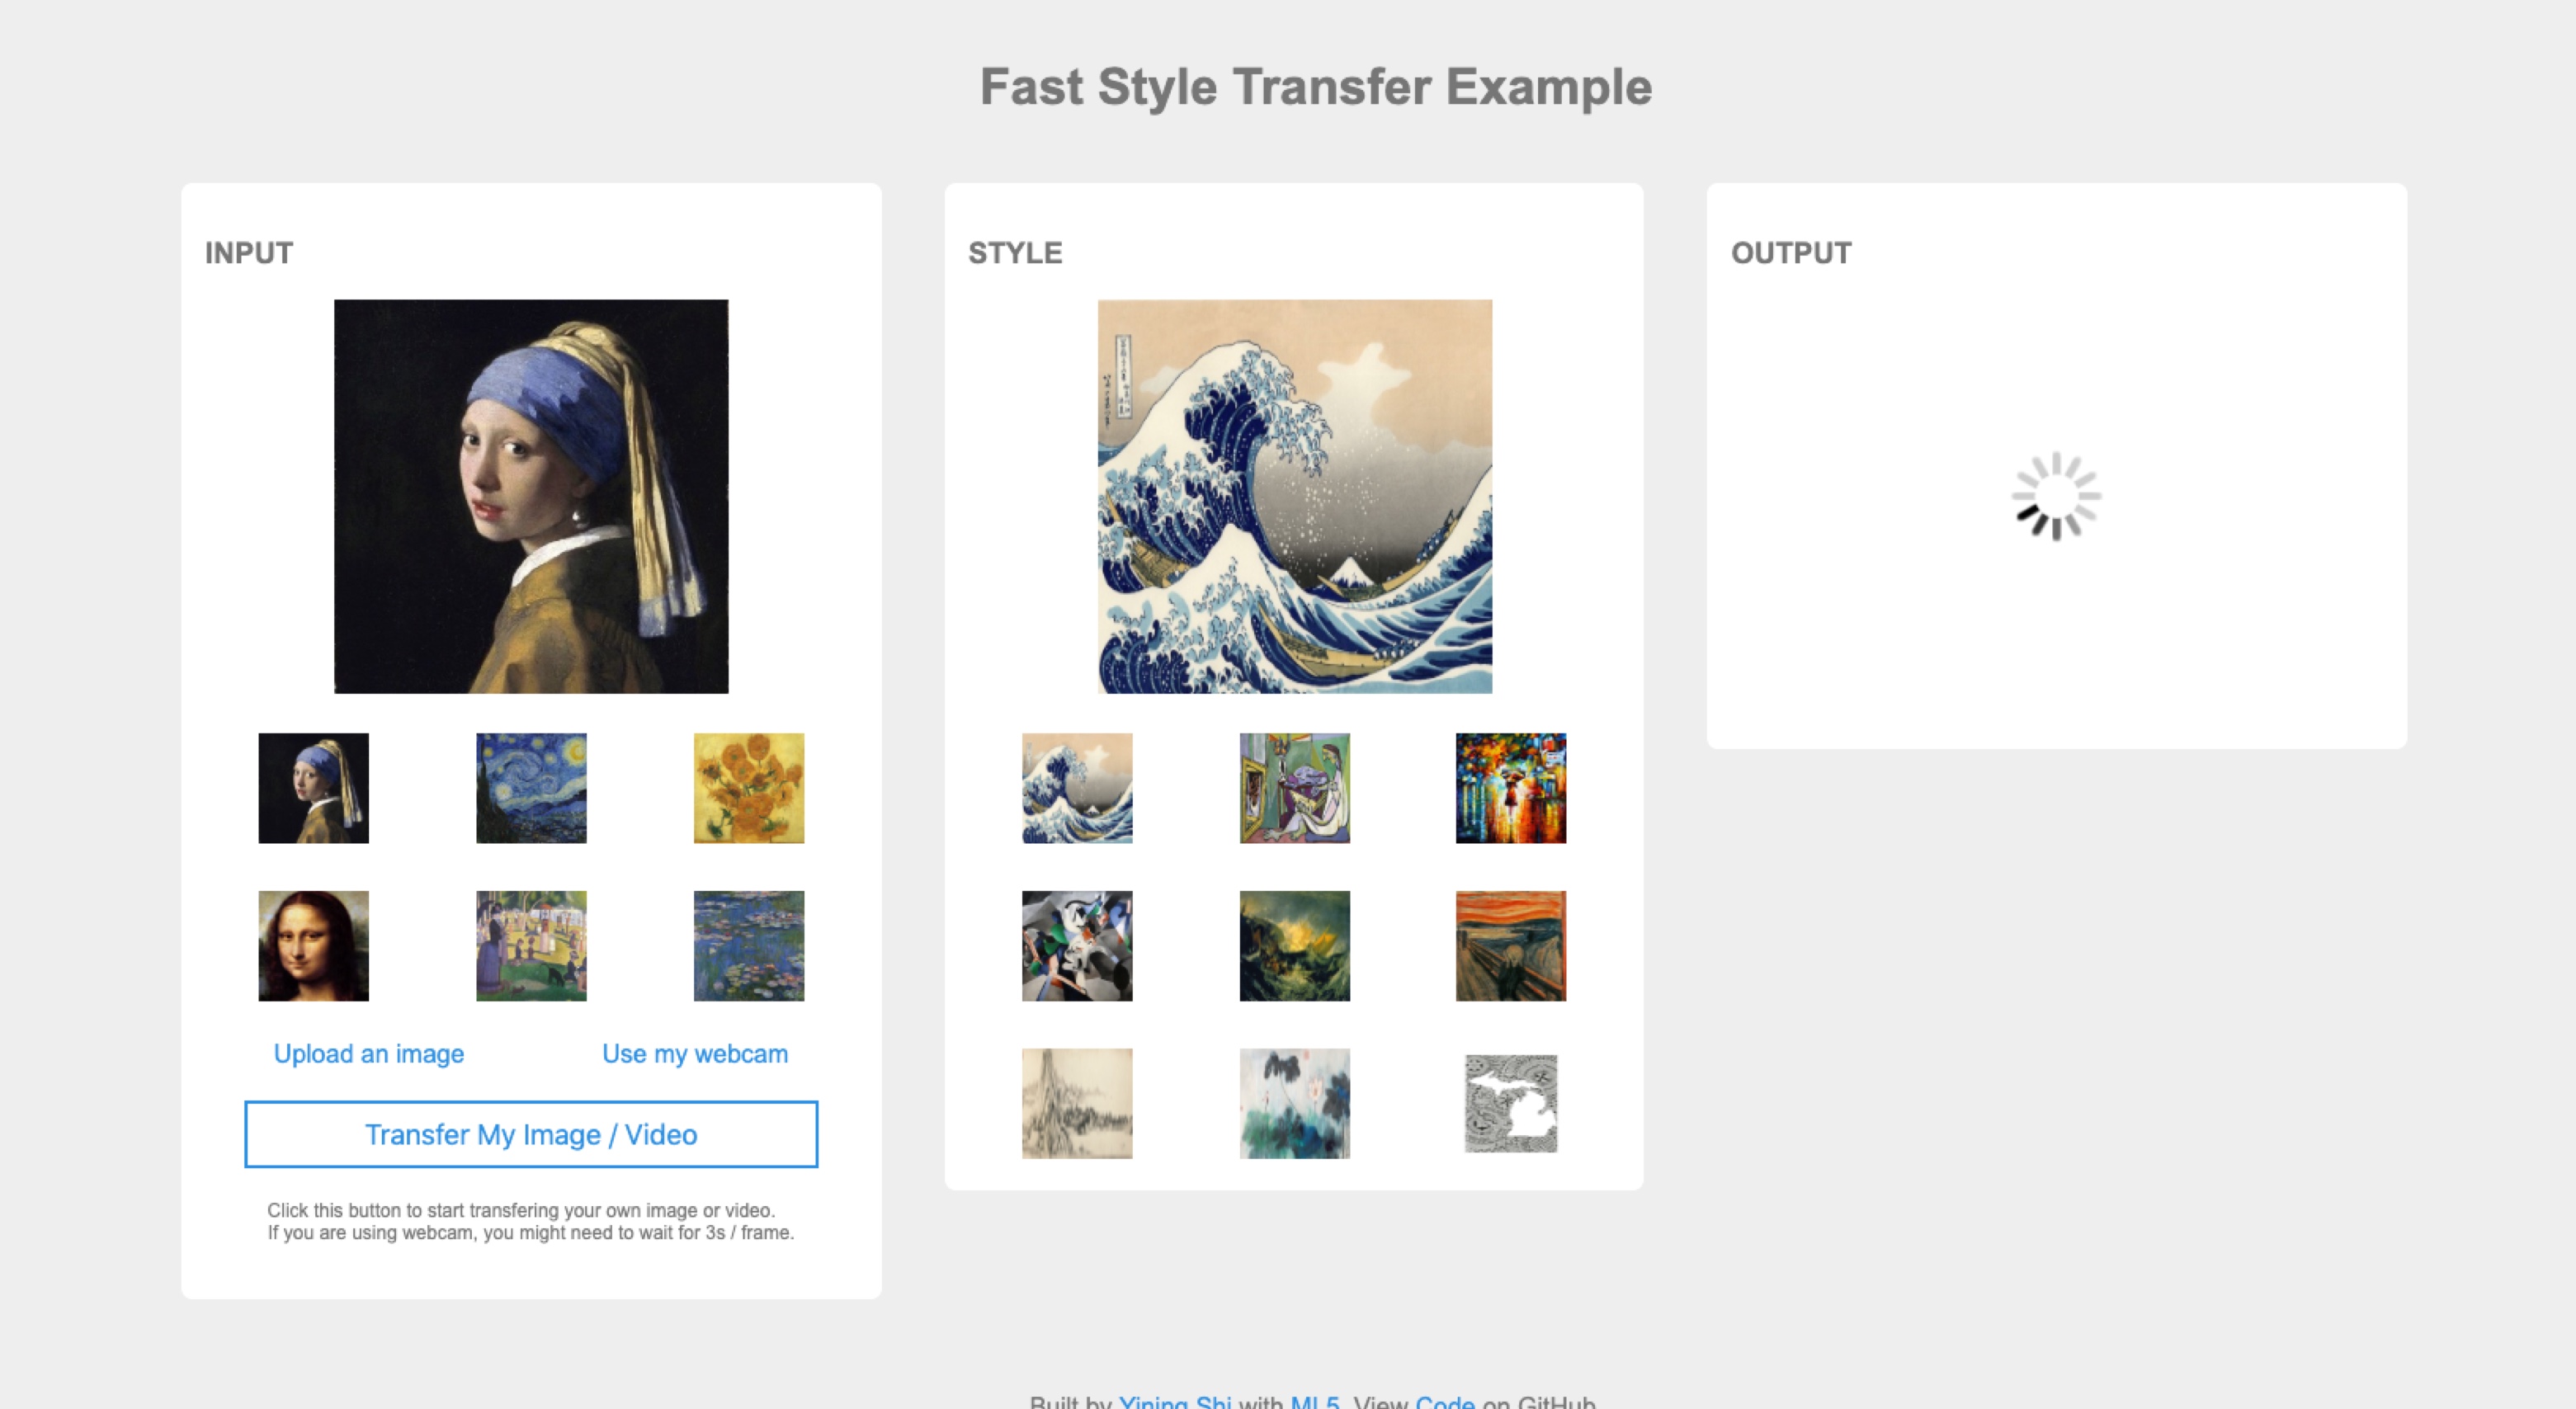 Fast Style Transfer Example
INPUT
STYLE
OUTPUT
Upload an image
Use my webcam
Transfer My Image / Video
Click this button to start transfering your own image or video.
If you are using webcam, you might need to wait for 3s / frame.
Built by Yining Shi with ML5. View Code on GitHub